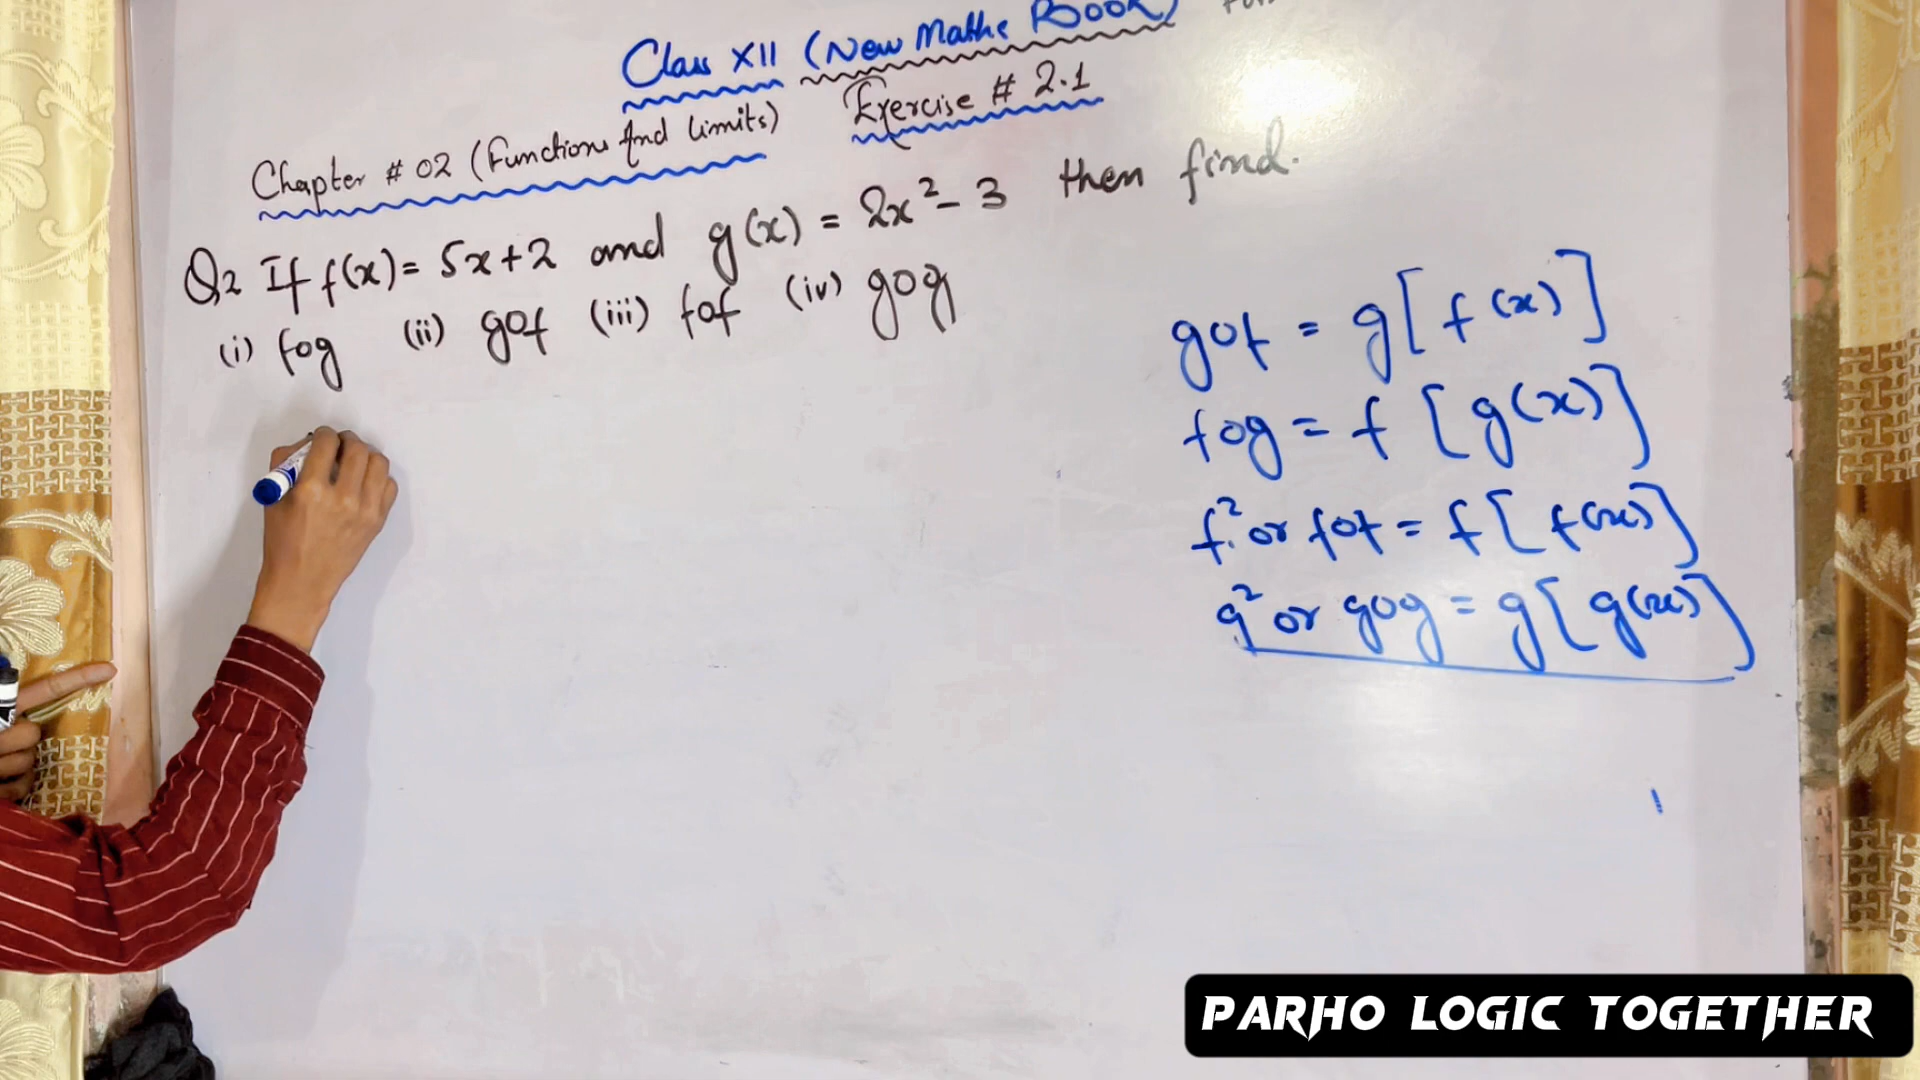 Class XII (New Maths Book)
Chapter # 02 (Functions And Limits) Exercise # 2.1
Q2 If f(x) = 5x+2 and g(x) = 2x² - 3 then find.
(i) fog (ii) gof (iii) fof (iv) gog
gof = g[f(x)]
fog = f[g(x)]
f² or fof = f[f(x)]
g² or gog = g[g(x)]
PARHO LOGIC TOGETHER